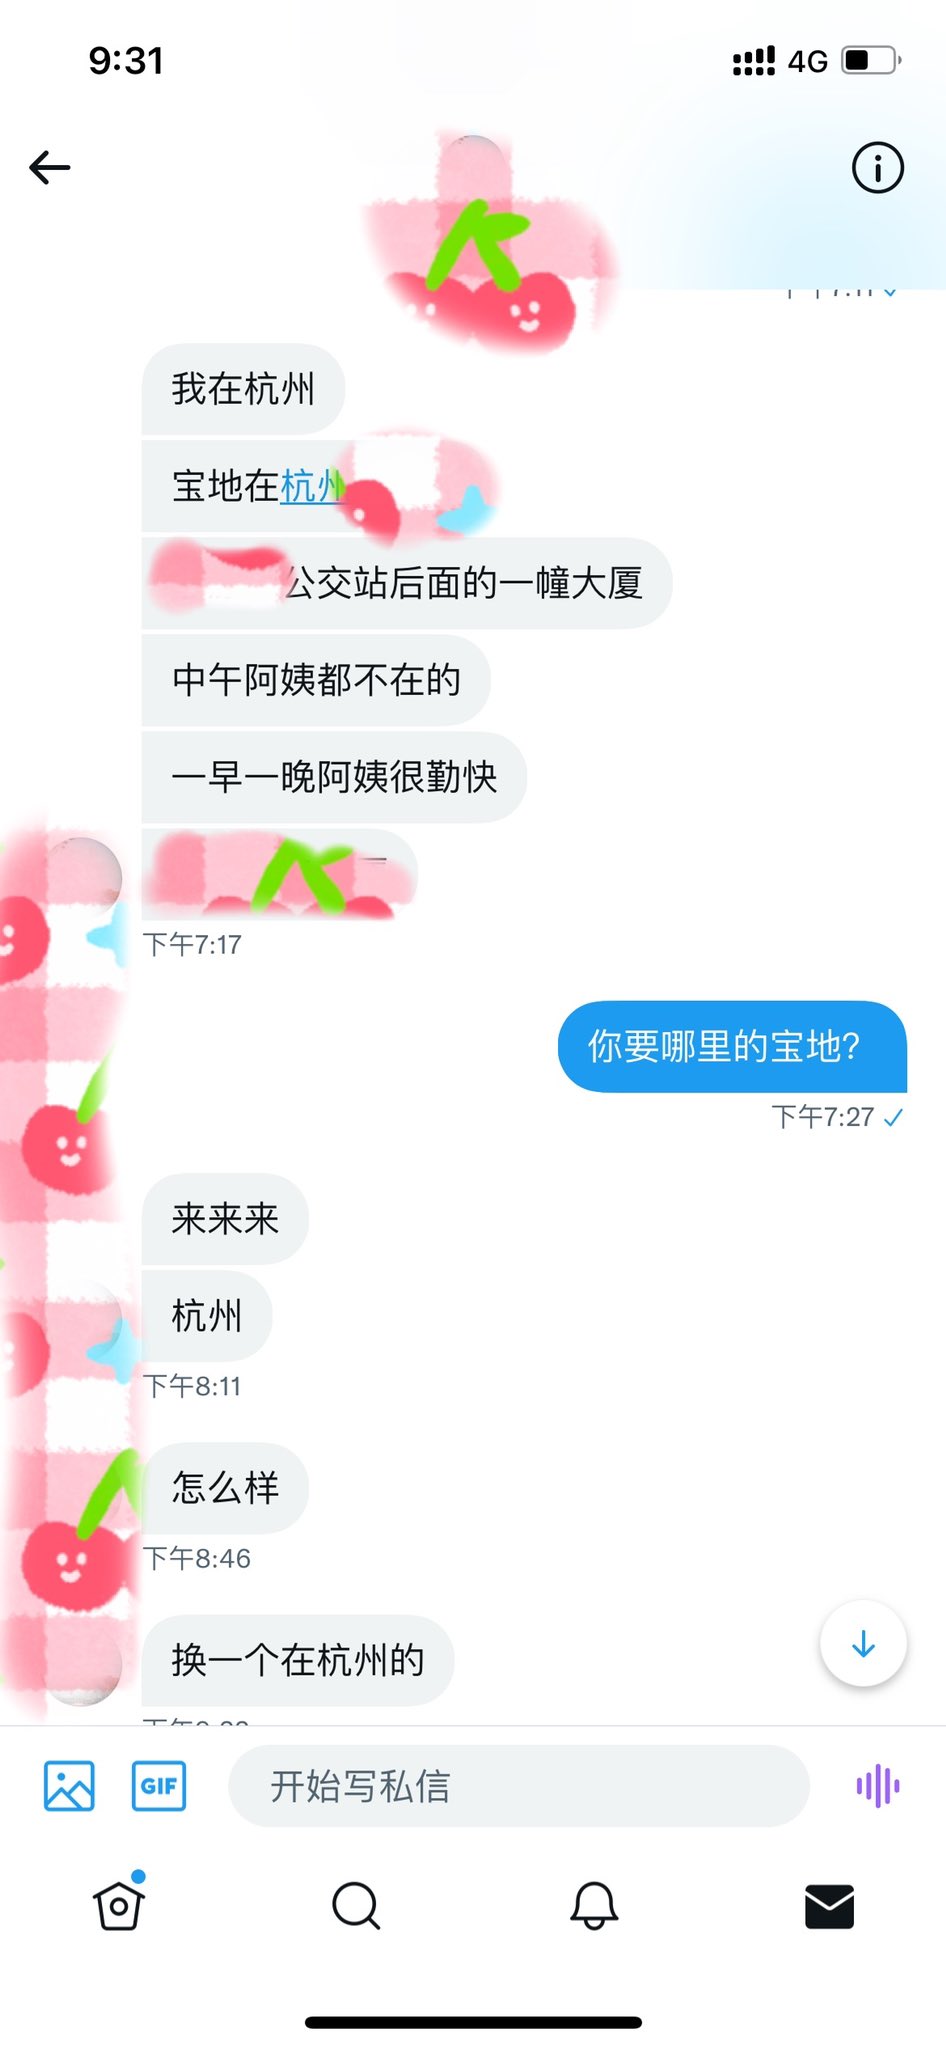 9:31
4G
我在杭州
宝地在杭州
公交站后面的一幢大厦
中午阿姨都不在的
一早一晚阿姨很勤快
下午7:17
你要哪里的宝地？
下午7:27
来来来
杭州
下午8:11
怎么样
下午8:46
换一个在杭州的
GIF
开始写私信